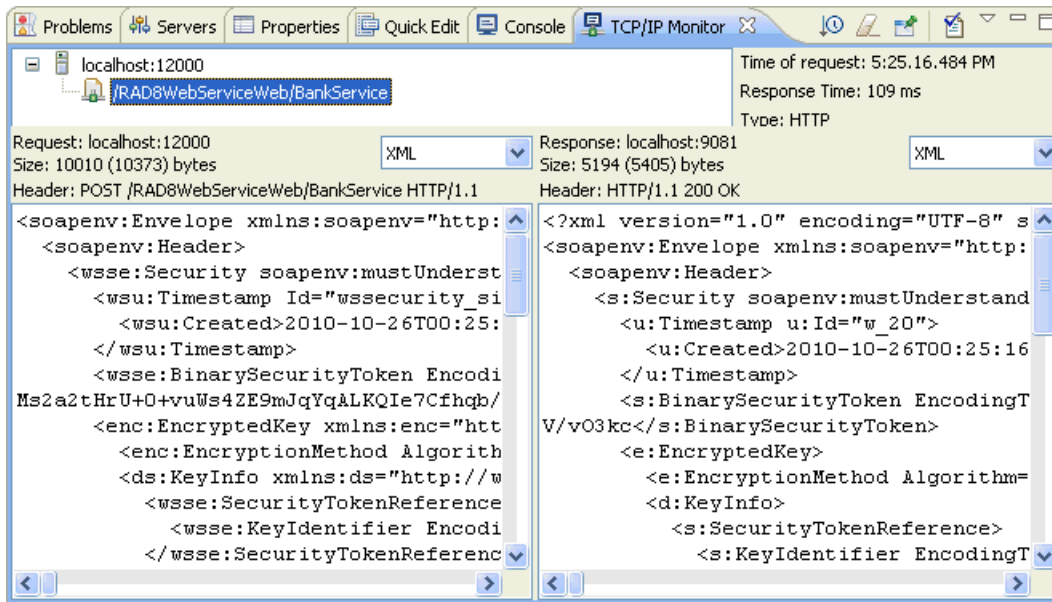 Problems Servers Properties Quick Edit Console TCP/IP Monitor
localhost:12000
/RAD8WebServiceWeb/BankService
Time of request: 5:25.16.484 PM
Response Time: 109 ms
Type: HTTP
Request: localhost:12000
Size: 10010 (10373) bytes
Header: POST /RAD8WebServiceWeb/BankService HTTP/1.1
XML
Response: localhost:9081
Size: 5194 (5405) bytes
Header: HTTP/1.1 200 OK
XML
<soapenv:Envelope xmlns:soapenv="http:
<soapenv:Header>
<wsse:Security soapenv:mustUnderst
<wsu:Timestamp Id="wssecurity_si
<wsu:Created>2010-10-26T00:25:
</wsu:Timestamp>
<wsse:BinarySecurityToken Encodi
Ms2a2tHrU+O+vuWs4ZE9mJqYqALKQIe7Cfhqb/
<enc:EncryptedKey xmlns:enc="htt
<enc:EncryptionMethod Algorith
<ds:KeyInfo xmlns:ds="http://w
<wsse:SecurityTokenReference
<wsse:KeyIdentifier Encodi
</wsse:SecurityTokenReferenc
<?xml version="1.0" encoding="UTF-8" s
<soapenv:Envelope xmlns:soapenv="http:
<soapenv:Header>
<s:Security soapenv:mustUnderstand
<u:Timestamp u:Id="w_20">
<u:Created>2010-10-26T00:25:16
</u:Timestamp>
<s:BinarySecurityToken EncodingT
V/vO3kc</s:BinarySecurityToken>
<e:EncryptedKey>
<e:EncryptionMethod Algorithm=
<d:KeyInfo>
<s:SecurityTokenReference>
<s:KeyIdentifier EncodingT